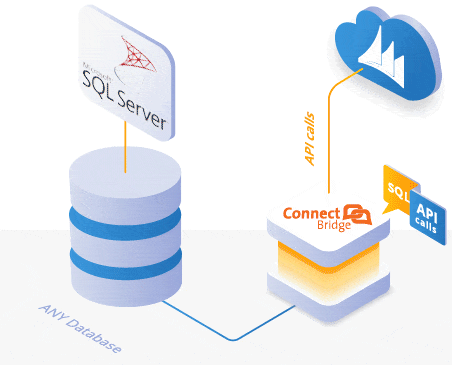 Microsoft
SQL Server
API calls
SQL
API
calls
Connect
Bridge
ANY Database